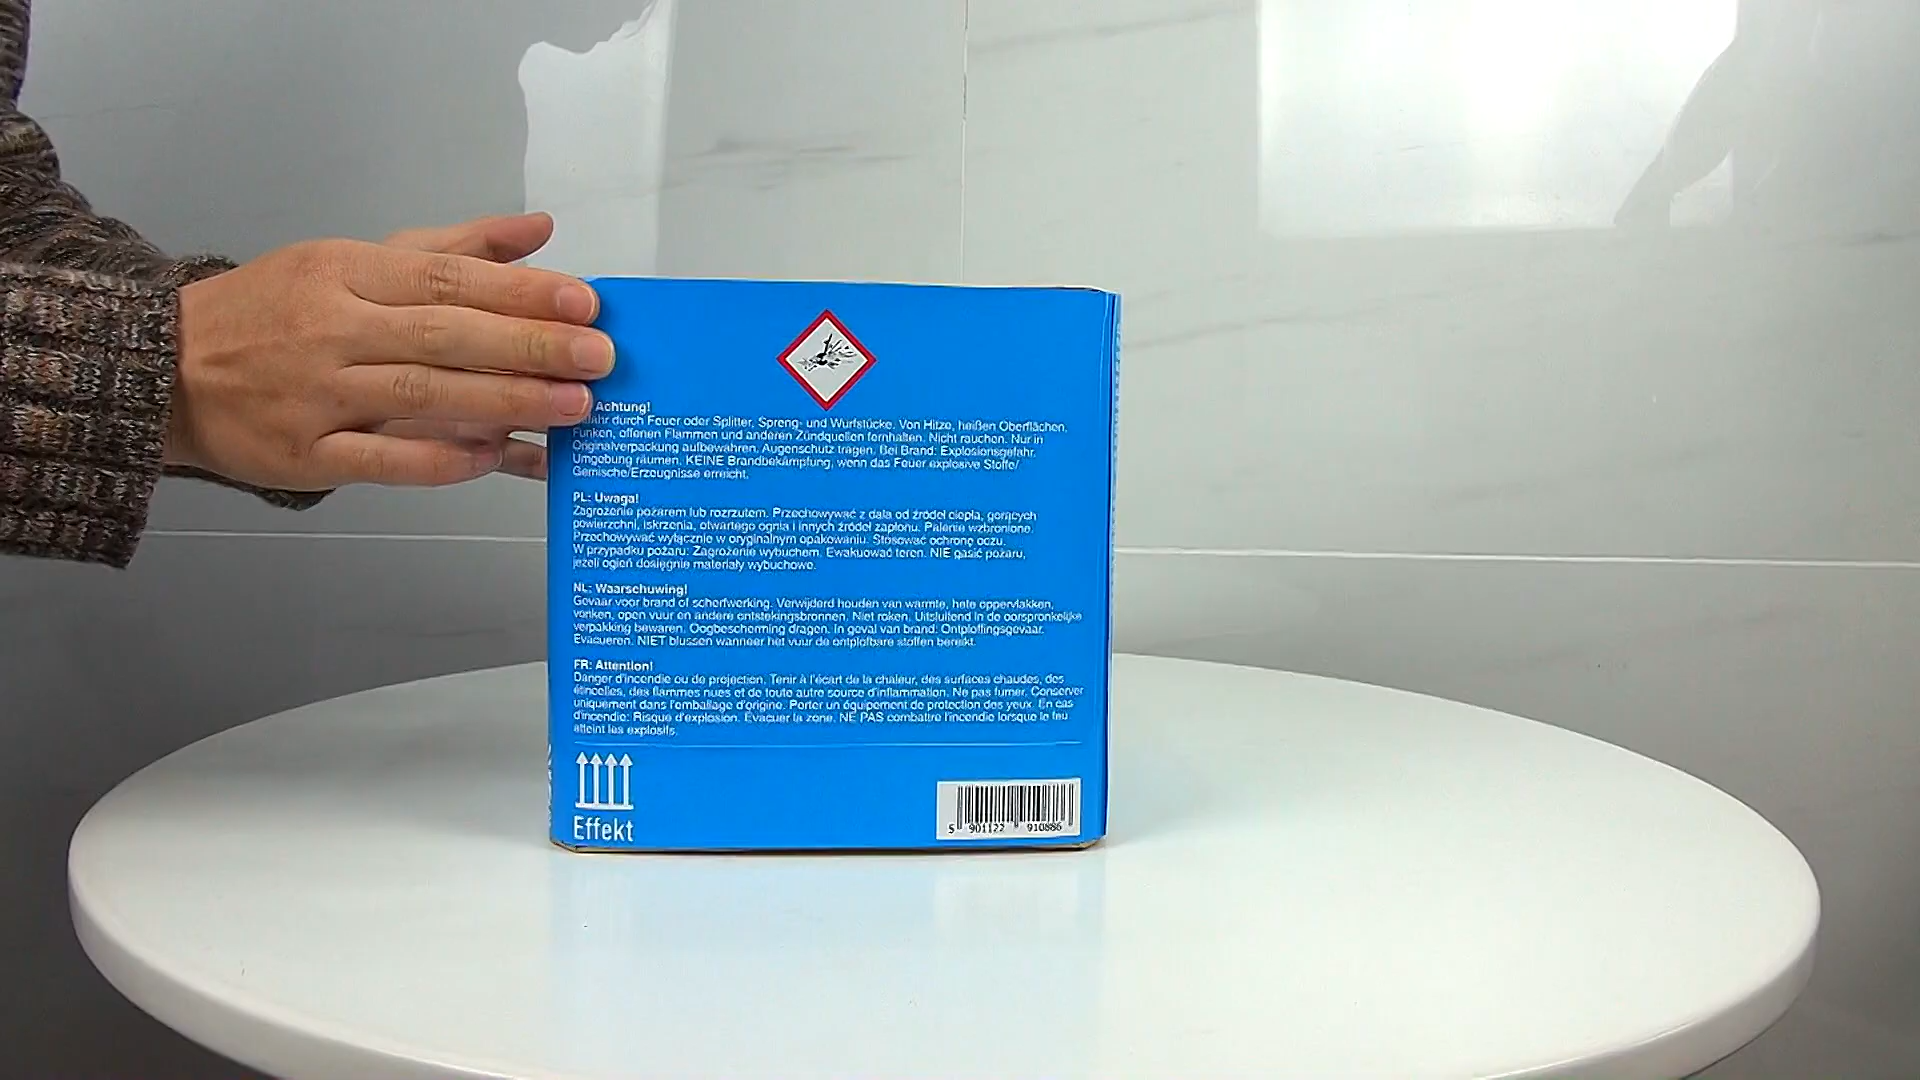 Achtung!
durch Feuer oder Splitter, Spreng- und Wurfstücke. Von Hitze, heißen Oberflächen,
Funken, offenen Flammen und anderen Zündquellen fernhalten. Nicht rauchen. Nur in
Originalverpackung aufbewahren. Augenschutz tragen. Bei Brand: Explosionsgefahr.
Umgebung räumen. KEINE Brandbekämpfung, wenn das Feuer explosive Stoffe/
Gemische/Erzeugnisse erreicht.
PL: Uwaga!
Zagrożenie pożarem lub rozrzutem. Przechowywać z dala od źródeł ciepła, gorących
powierzchni, iskrzenia, otwartego ognia i innych źródeł zapłonu. Palenie wzbronione.
Przechowywać wyłącznie w oryginalnym opakowaniu. Stosować ochronę oczu.
W przypadku pożaru: Zagrożenie wybuchem. Ewakuować teren. NIE gasić pożaru,
jeżeli ogień dosięgnie materiały wybuchowe.
NL: Waarschuwing!
Gevaar voor brand of scherfwerking. Verwijderd houden van warmte, hete oppervlakken,
vonken, open vuur en andere ontstekingsbronnen. Niet roken. Uitsluitend in de oorspronkelijke
verpakking bewaren. Oogbescherming dragen. In geval van brand: Ontploffingsgevaar.
Evacueren. NIET blussen wanneer het vuur de ontplofbare stoffen bereikt.
FR: Attention!
Danger d'incendie ou de projection. Tenir à l'écart de la chaleur, des surfaces chaudes, des
étincelles, des flammes nues et de toute autre source d'inflammation. Ne pas fumer. Conserver
uniquement dans l'emballage d'origine. Porter un équipement de protection des yeux. En cas
d'incendie: Risque d'explosion. Évacuer la zone. NE PAS combattre l'incendie lorsque le feu
atteint les explosifs.
Effekt
5 901122 910886